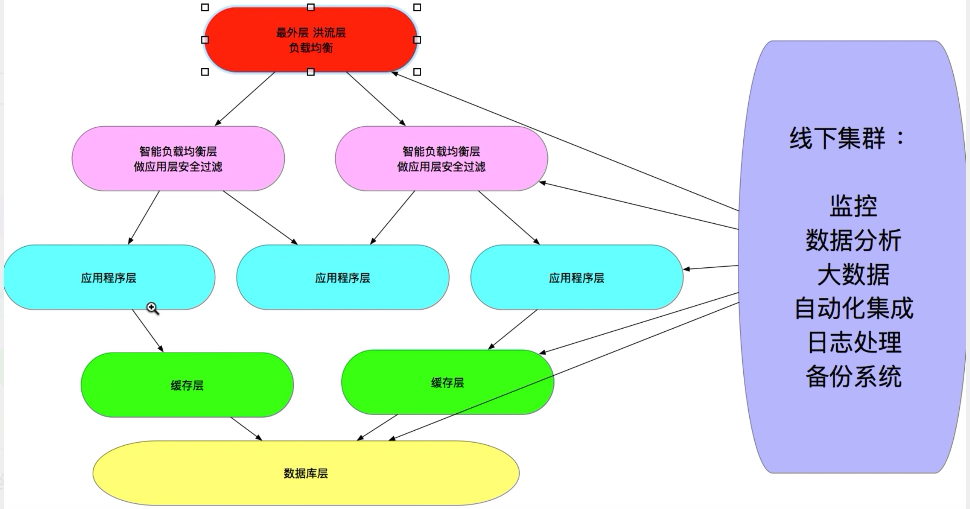 最外层 洪流层
负载均衡
智能负载均衡层
做应用层安全过滤
智能负载均衡层
做应用层安全过滤
应用程序层
应用程序层
应用程序层
缓存层
缓存层
数据库层
线下集群：
监控
数据分析
大数据
自动化集成
日志处理
备份系统